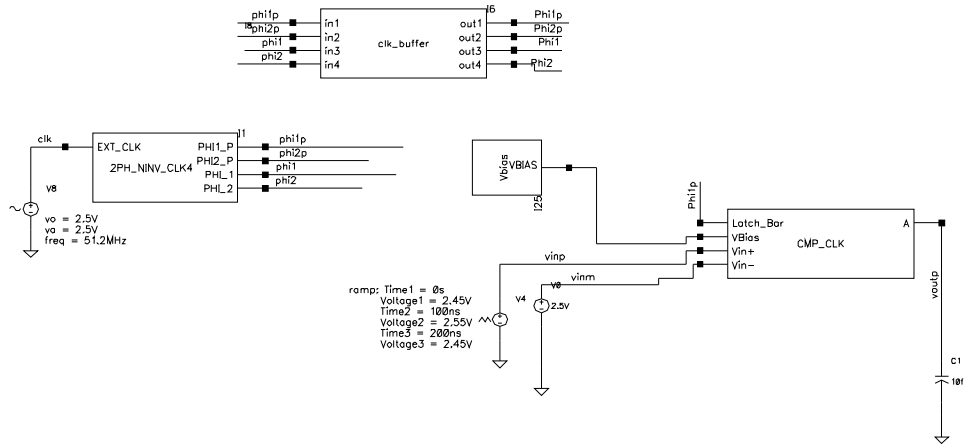 phi1p
I8
phi2p
phi1
phi2
in1
in2
in3
in4
clk_buffer
out1
out2
out3
out4
I6
Phi1p
Phi2p
Phi1
Phi2
clk
EXT_CLK
2PH_NINV_CLK4
PHI1_P
PHI2_P
PHI_1
PHI_2
I1
phi1p
phi2p
phi1
phi2
V8
vo = 2.5V
va = 2.5V
freq = 51.2MHz
Vbias
VBIAS
I25
Phi1p
Latch_Bar
VBias
Vin+
Vin-
CMP_CLK
A
vinp
vinm
ramp: Time1 = 0s
Voltage1 = 2.45V
Time2 = 100ns
Voltage2 = 2.55V
Time3 = 200ns
Voltage3 = 2.45V
V4
V0
2.5V
voutp
C1
10f